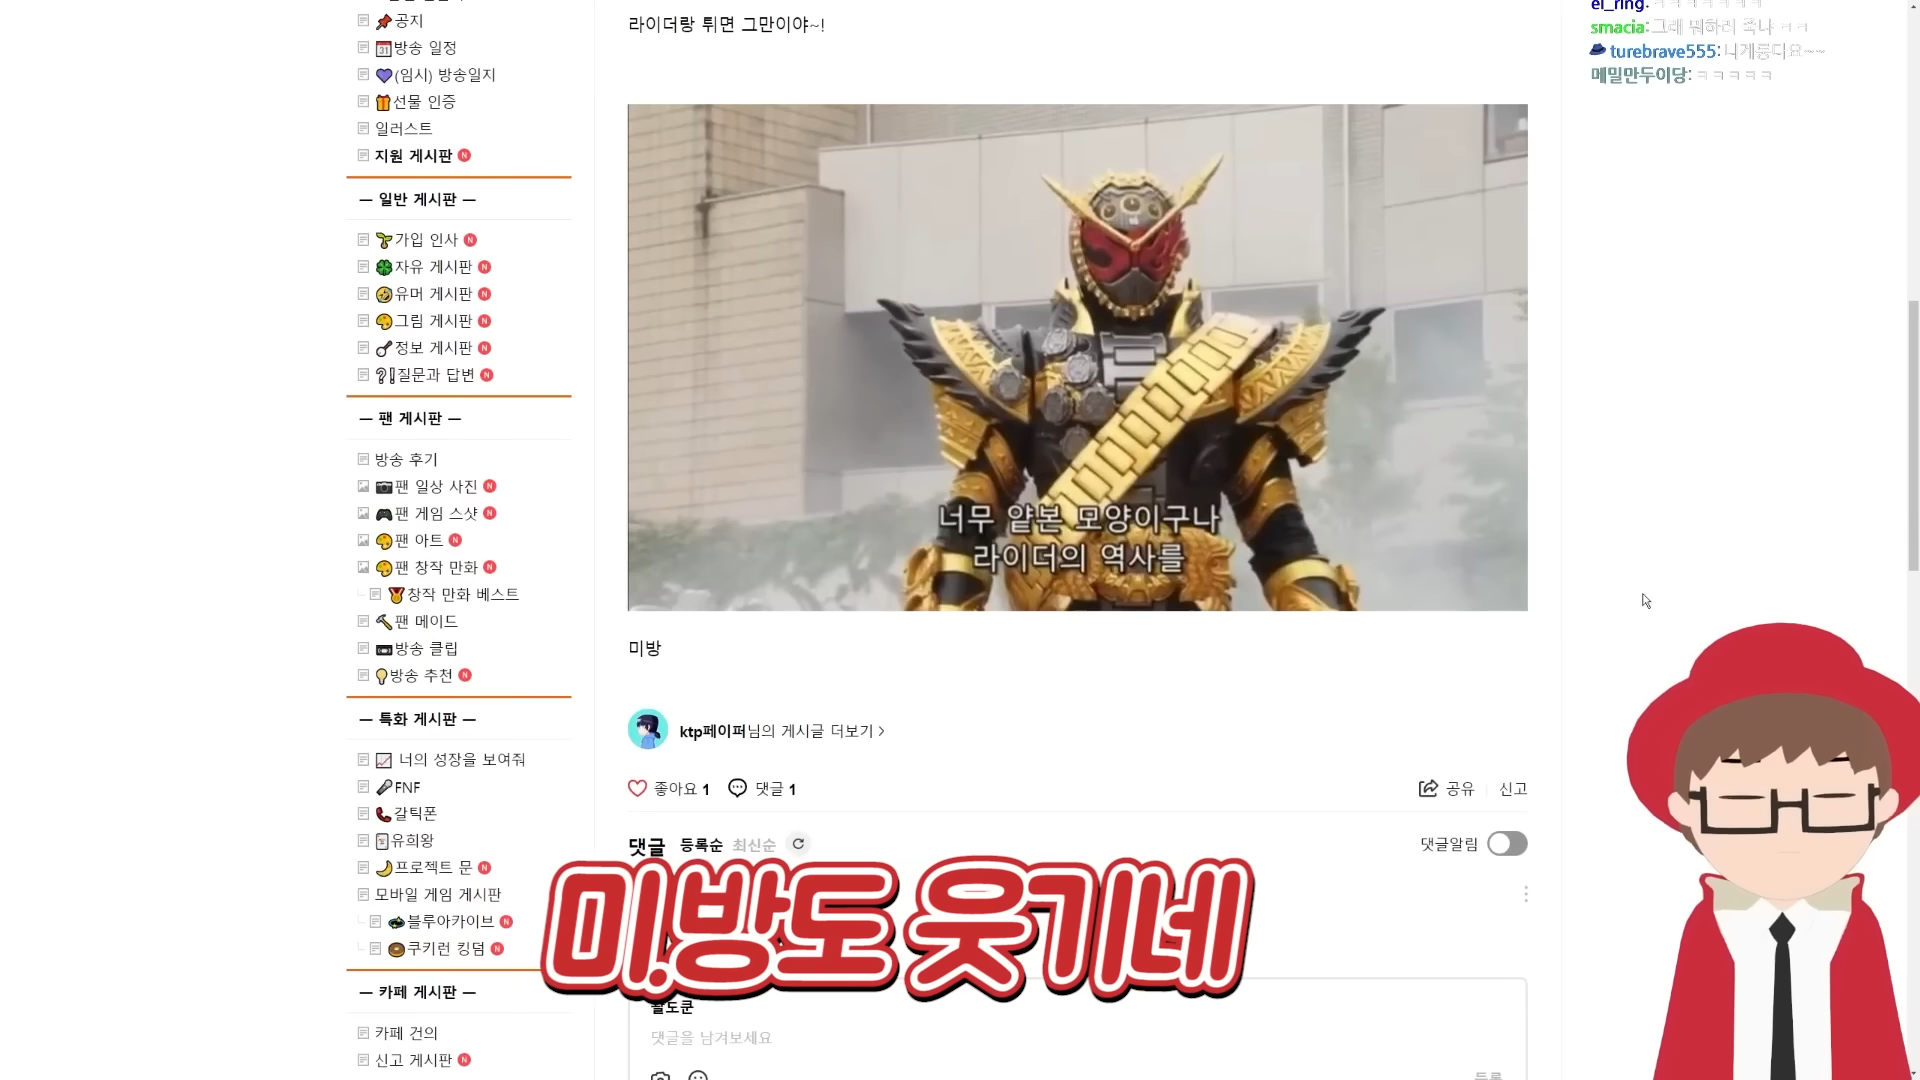 📌공지
방송 일정
💜(임시) 방송일지
🎁선물 인증
일러스트
지원 게시판 N
— 일반 게시판 —
가입 인사 N
🍀자유 게시판 N
🤣유머 게시판 N
🎨그림 게시판 N
정보 게시판 N
❓❗질문과 답변 N
— 팬 게시판 —
방송 후기
📷팬 일상 사진 N
🎮팬 게임 스샷 N
🎨팬 아트 N
🎨팬 창작 만화 N
🏅창작 만화 베스트
🔨팬 메이드
📼방송 클립
💡방송 추천 N
— 특화 게시판 —
📈 너의 성장을 보여줘
🎤FNF
📞갈틱폰
🃏유희왕
🌙프로젝트 문 N
모바일 게임 게시판
블루아카이브 N
쿠키런 킹덤 N
— 카페 게시판 —
카페 건의
신고 게시판 N
라이더랑 튀면 그만이야~!
너무 얕본 모양이구나
라이더의 역사를
미방
ktp페이퍼님의 게시글 더보기 >
좋아요 1 댓글 1
공유 신고
댓글 등록순 최신순
댓글알림
미.방도 웃기네
댓글을 남겨보세요
el_ring: ㅋㅋㅋㅋㅋㅋㅋ
smacia: 그래 뭐하러 죽냐 ㅋㅋ
turebrave555: 니게룽다요~~
메밀만두이당: ㅋㅋㅋㅋㅋ